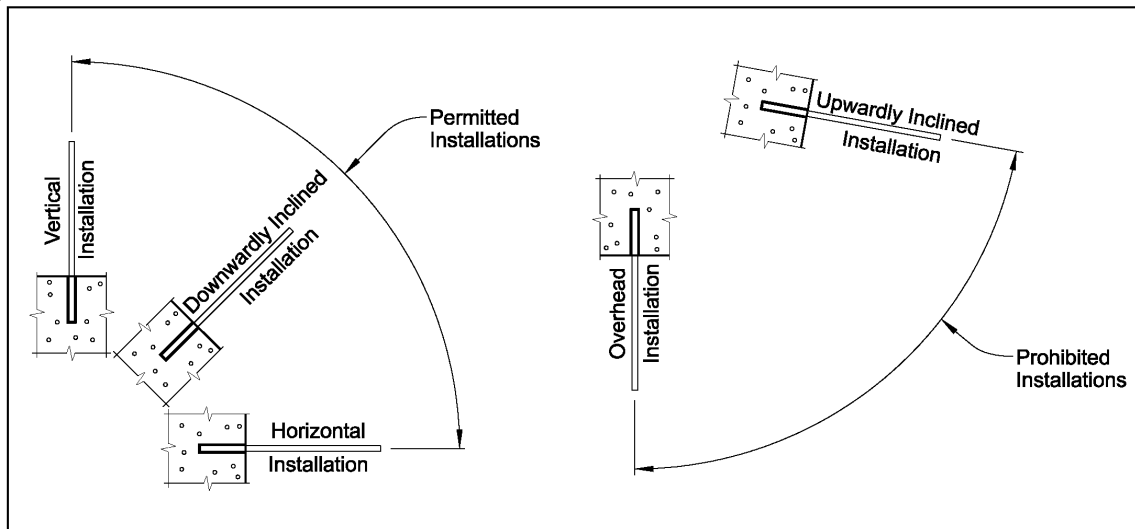 Permitted
Installations
Vertical
Installation
Downwardly Inclined
Installation
Horizontal
Installation
Upwardly Inclined
Installation
Overhead
Installation
Prohibited
Installations